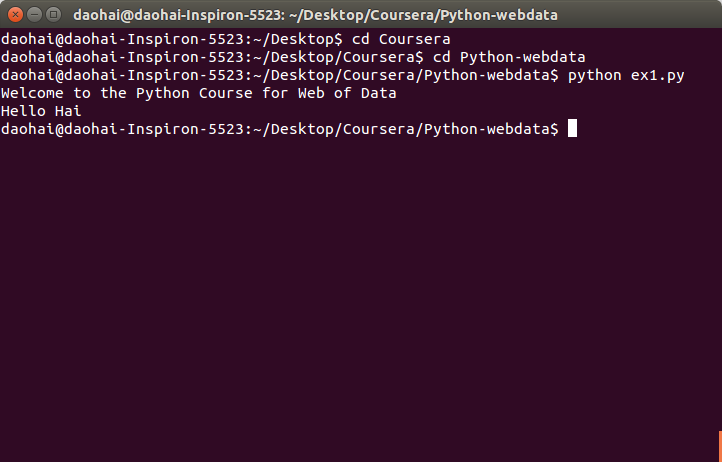 daohai@daohai-Inspiron-5523: ~/Desktop/Coursera/Python-webdata
daohai@daohai-Inspiron-5523:~/Desktop$ cd Coursera
daohai@daohai-Inspiron-5523:~/Desktop/Coursera$ cd Python-webdata
daohai@daohai-Inspiron-5523:~/Desktop/Coursera/Python-webdata$ python ex1.py
Welcome to the Python Course for Web of Data
Hello Hai
daohai@daohai-Inspiron-5523:~/Desktop/Coursera/Python-webdata$